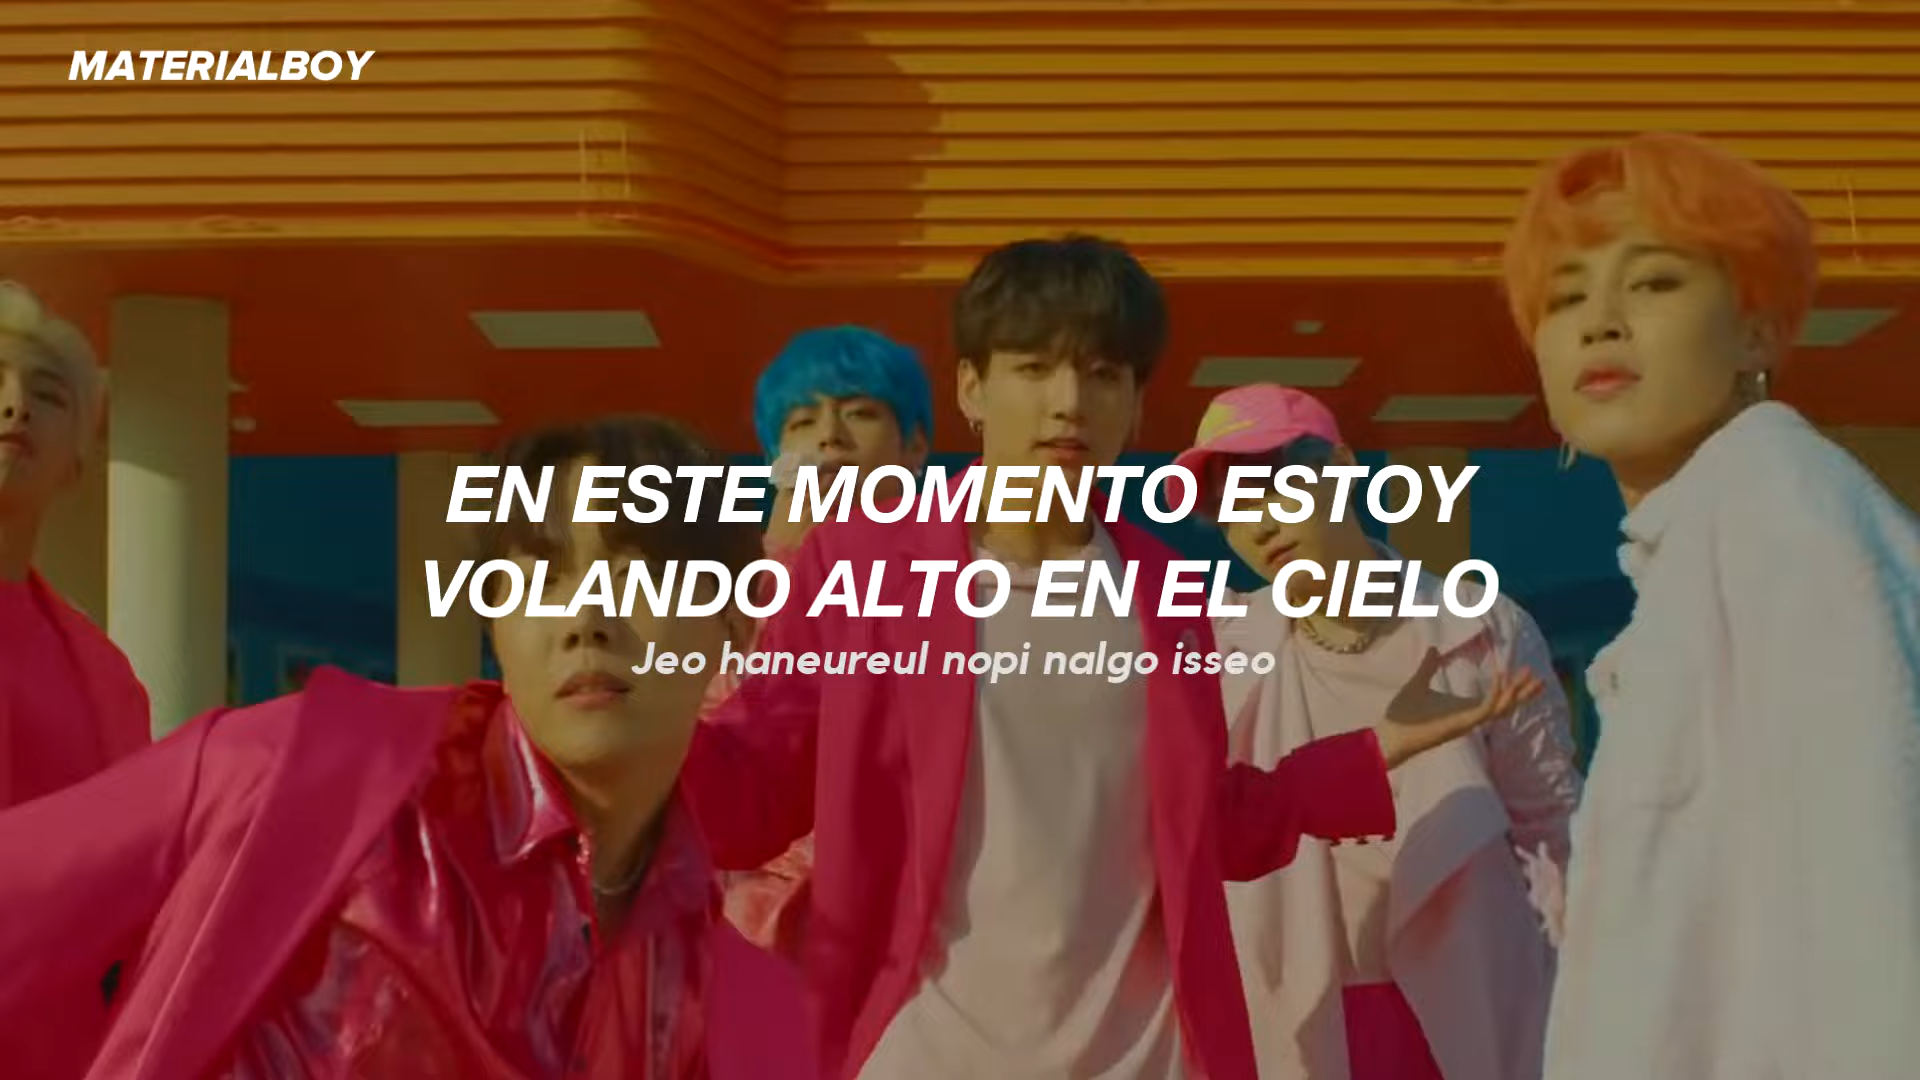 MATERIALBOY
EN ESTE MOMENTO ESTOY
VOLANDO ALTO EN EL CIELO
Jeo haneureul nopi nalgo isseo